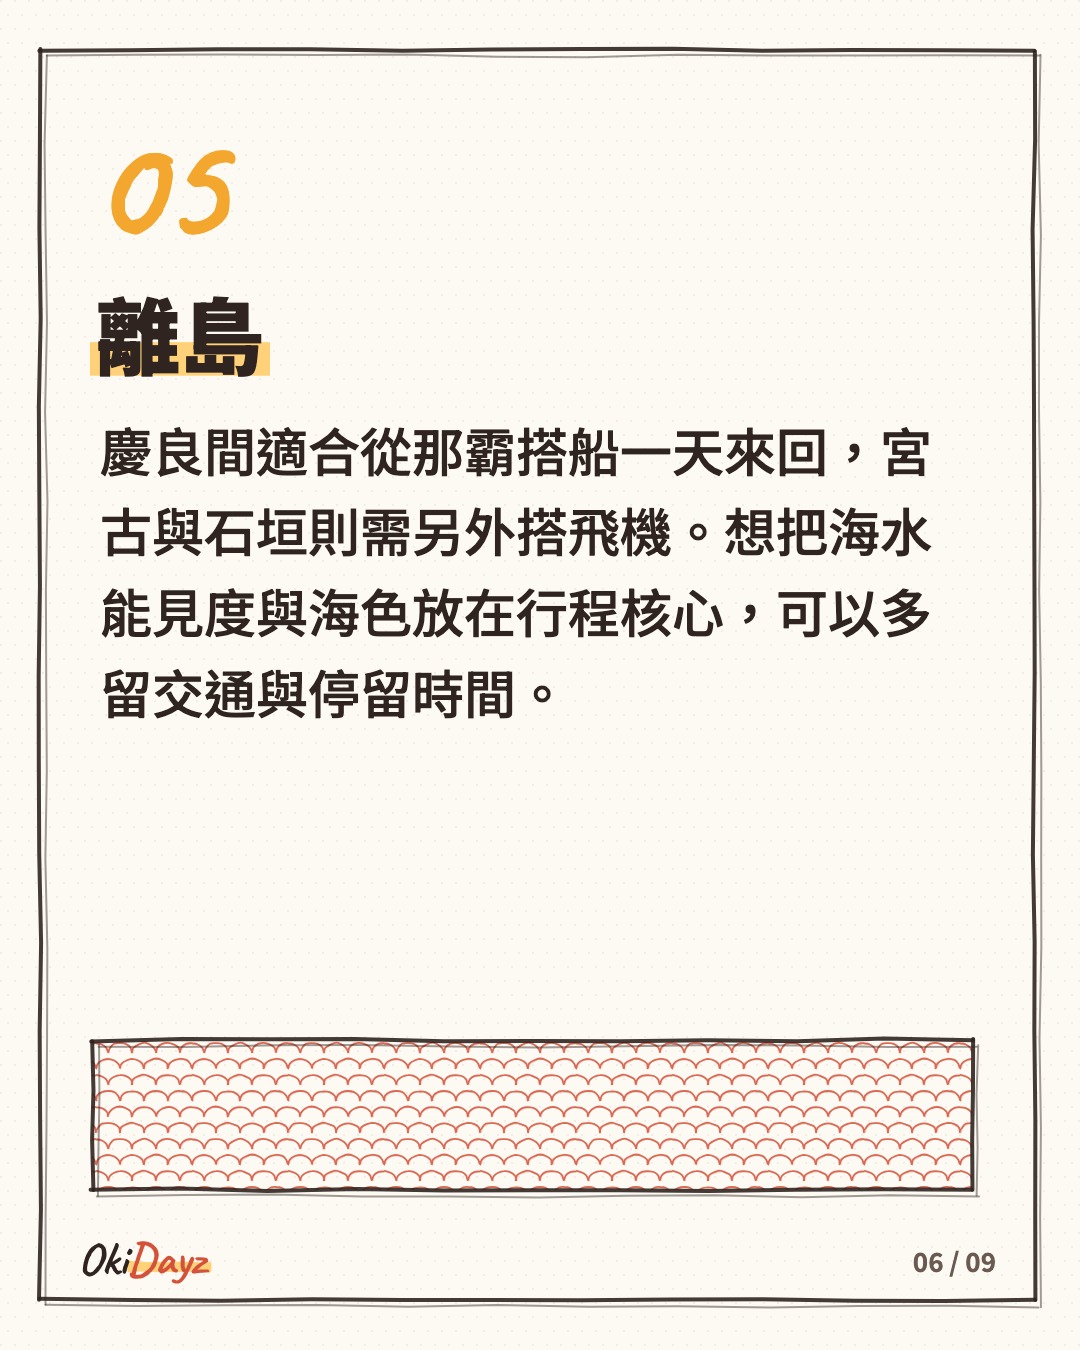 05
離島
慶良間適合從那霸搭船一天來回，宮
古與石垣則需另外搭飛機。想把海水
能見度與海色放在行程核心，可以多
留交通與停留時間。
OkiDayz
06 / 09